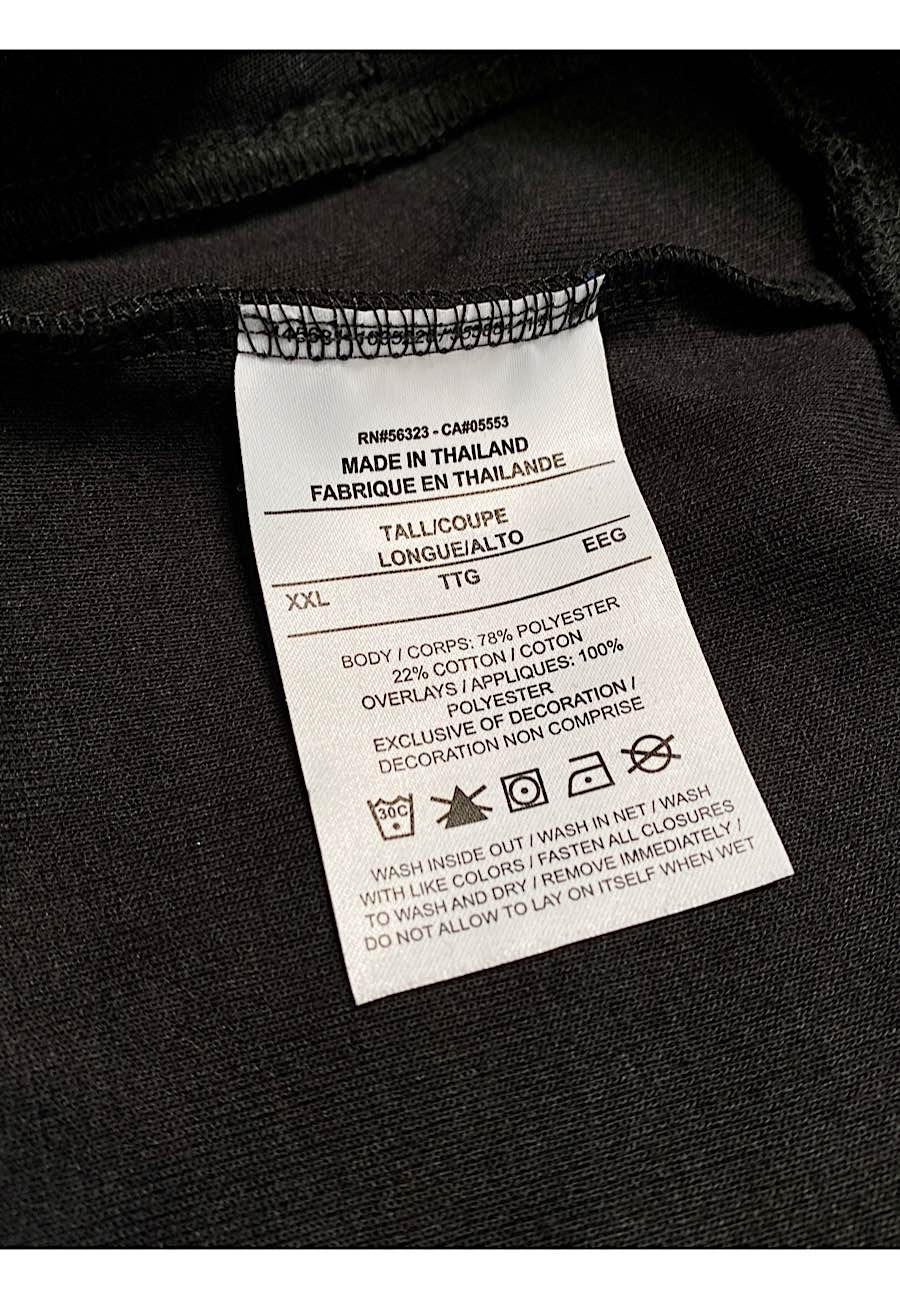 RN#56323 - CA#05553
MADE IN THAILAND
FABRIQUE EN THAILANDE
TALL/COUPE
LONGUE/ALTO
XXL TTG EEG
BODY / CORPS: 78% POLYESTER
22% COTTON / COTON
OVERLAYS / APPLIQUES: 100%
POLYESTER
EXCLUSIVE OF DECORATION /
DECORATION NON COMPRISE
30C
WASH INSIDE OUT / WASH IN NET / WASH
WITH LIKE COLORS / FASTEN ALL CLOSURES
TO WASH AND DRY / REMOVE IMMEDIATELY /
DO NOT ALLOW TO LAY ON ITSELF WHEN WET